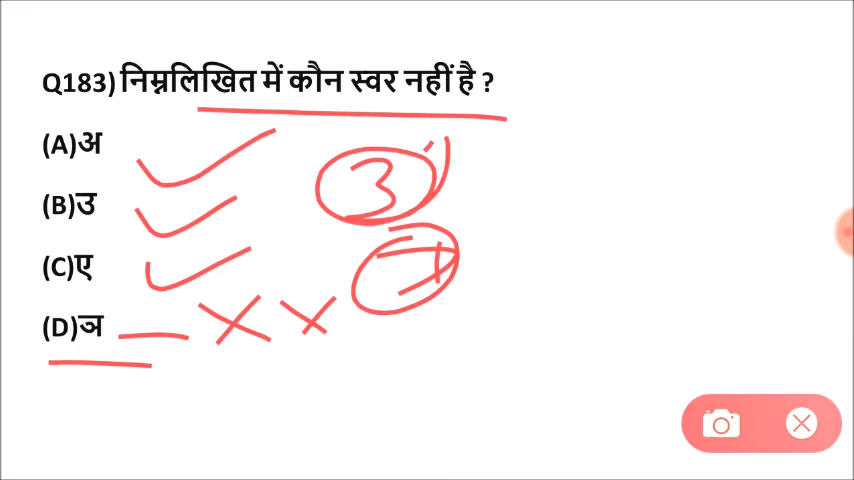 Q183) निम्नलिखित में कौन स्वर नहीं है ?
(A)अ
(B)उ
(C)ए
(D)ञ